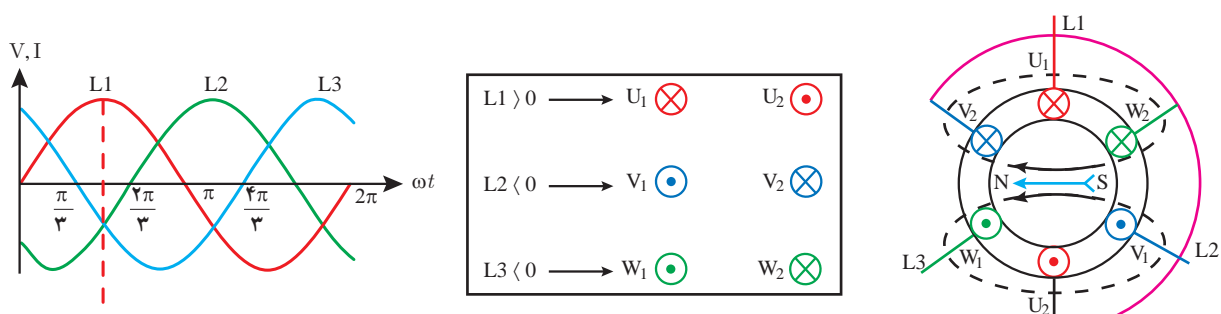 V, I
L1 L2 L3
π/۳ ۲π/۳ π ۴π/۳ 2π ωt
L1 ⟩ 0 U₁ U₂
L2 ⟨ 0 V₁ V₂
L3 ⟨ 0 W₁ W₂
L1
U₁
V₂ W₂
N S
L3 W₁ V₁ L2
U₂